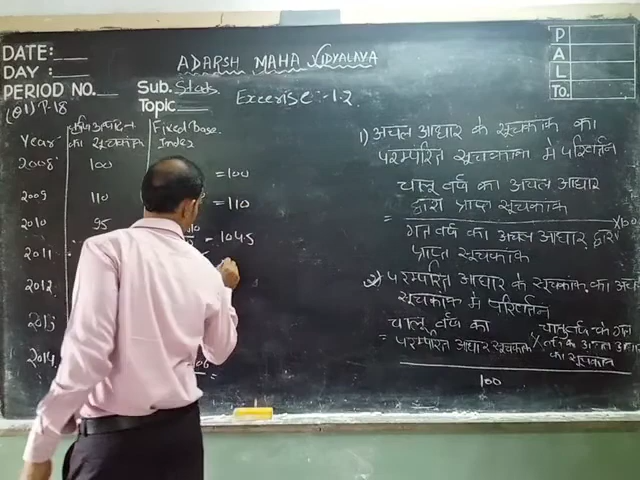 DATE:
DAY:
PERIOD NO.
ADARSH MAHA VIDYALAYA
Sub. Stats.
Topic
Exercise:-1.2
P
A
L
TO.
(Q1) P-18
Year
का सूचकांक
Fixed Base
Index
2008 100
= 100
2009 110
= 110
2010 95
= 104.5
2011
2012
2013
2014
=
1) अचल आधार के सूचकांक का
परम्परित सूचकांक में परिवर्तन
चालू वर्ष का अचल आधार
द्वारा प्राप्त सूचकांक
=
गत वर्ष का अचल आधार द्वारा
प्राप्त सूचकांक
×100
2) परम्परित आधार के सूचकांक का अचल
सूचकांक में परिवर्तन
चालू वर्ष का
= परम्परित आधार सूचकांक ×
का सूचकांक
100